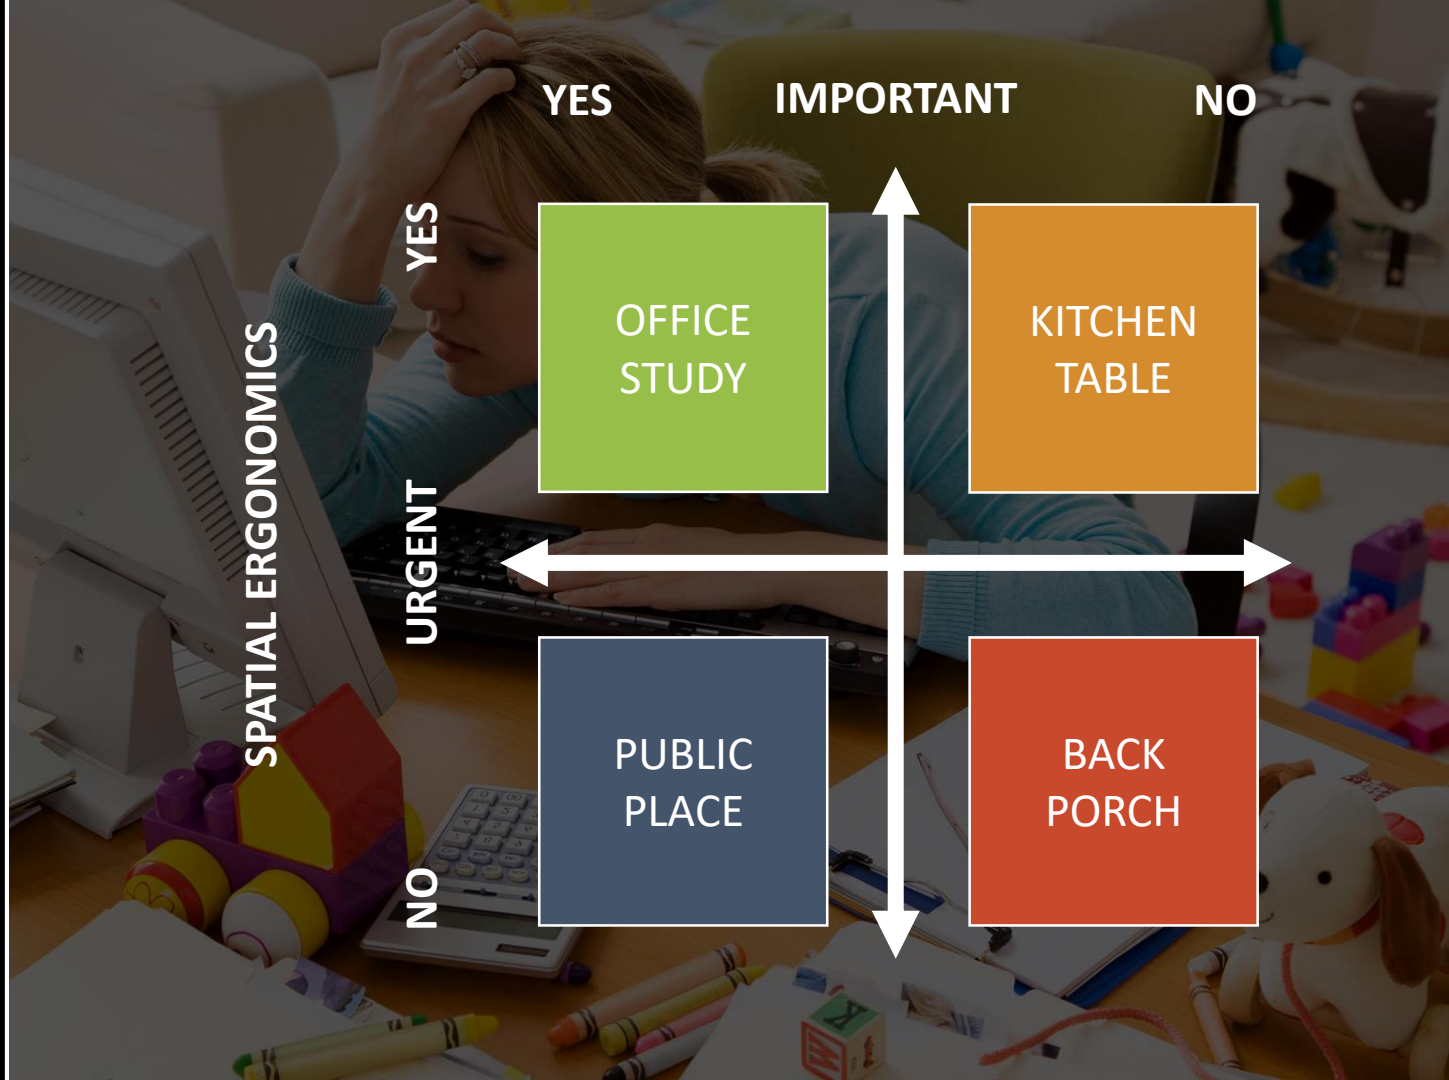 YES
IMPORTANT
NO
SPATIAL ERGONOMICS
YES
URGENT
NO
OFFICE
STUDY
KITCHEN
TABLE
PUBLIC
PLACE
BACK
PORCH